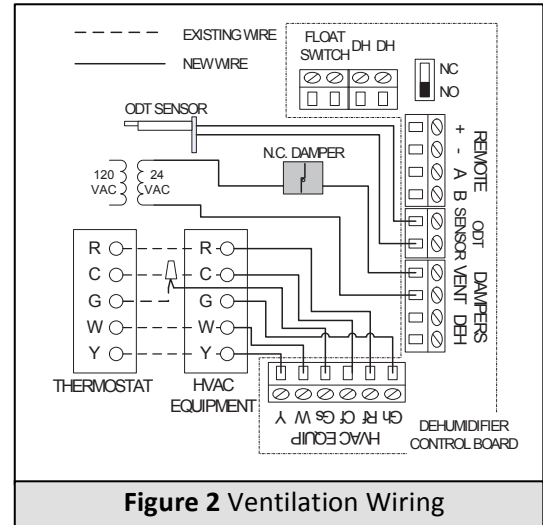 EXISTING WIRE
NEW WIRE
FLOAT SWITCH DH DH
NC
NO
ODT SENSOR
N.C. DAMPER
120 VAC
24 VAC
+ - A B
REMOTE
ODT SENSOR
VENT DEH
DAMPERS
R R
C C
G G
W W
Y Y
THERMOSTAT
HVAC EQUIPMENT
Y W Gs Cf Rf Gh
HVAC EQUIP
DEHUMIDIFIER CONTROL BOARD
Figure 2 Ventilation Wiring